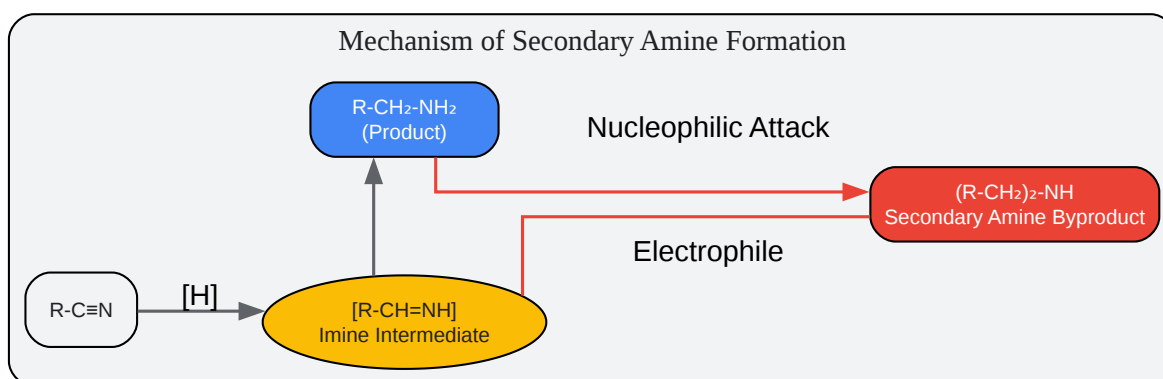 Mechanism of Secondary Amine Formation
R-CH₂-NH₂
(Product)
Nucleophilic Attack
(R-CH₂)₂-NH
Secondary Amine Byproduct
Electrophile
R-C≡N
[H]
[R-CH=NH]
Imine Intermediate